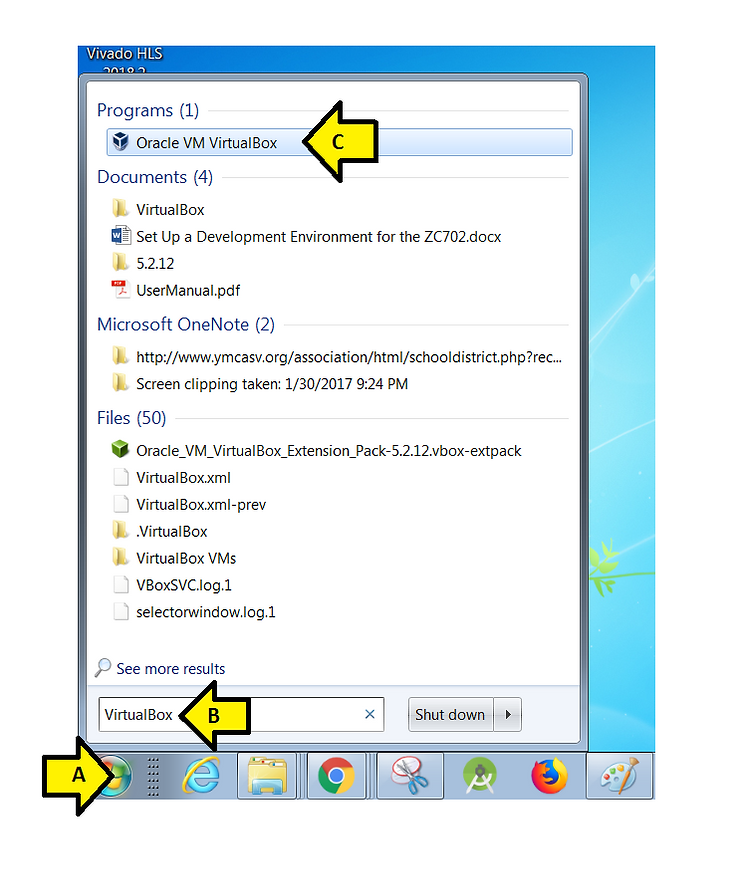 Vivado HLS
2018.2
Programs (1)
Oracle VM VirtualBox
C
Documents (4)
VirtualBox
Set Up a Development Environment for the ZC702.docx
5.2.12
UserManual.pdf
Microsoft OneNote (2)
http://www.ymcasv.org/association/html/schooldistrict.php?rec...
Screen clipping taken: 1/30/2017 9:24 PM
Files (50)
Oracle_VM_VirtualBox_Extension_Pack-5.2.12.vbox-extpack
VirtualBox.xml
VirtualBox.xml-prev
.VirtualBox
VirtualBox VMs
VBoxSVC.log.1
selectorwindow.log.1
See more results
VirtualBox
B
Shut down
A